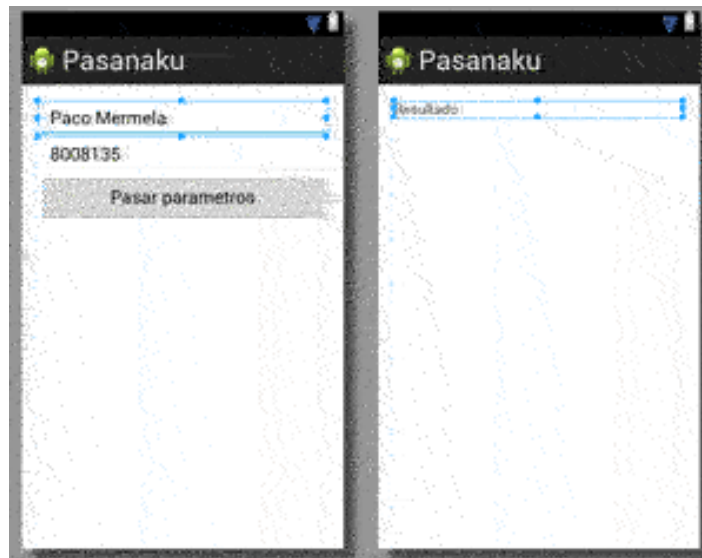 Pasanaku
Paco Mermela
8008135
Pasar parametros
Pasanaku
Resultado